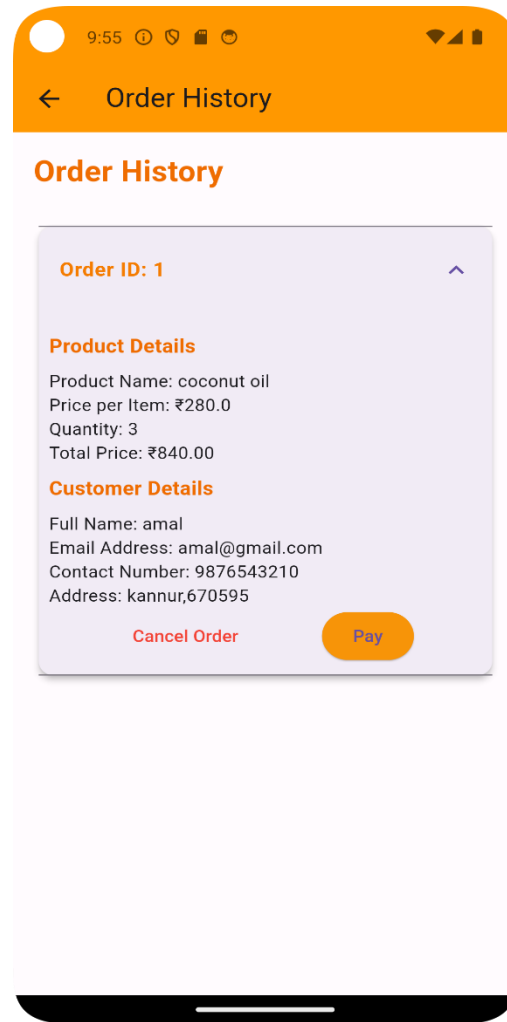 9:55
Order History
Order History
Order ID: 1
Product Details
Product Name: coconut oil
Price per Item: ₹280.0
Quantity: 3
Total Price: ₹840.00
Customer Details
Full Name: amal
Email Address: amal@gmail.com
Contact Number: 9876543210
Address: kannur,670595
Cancel Order Pay